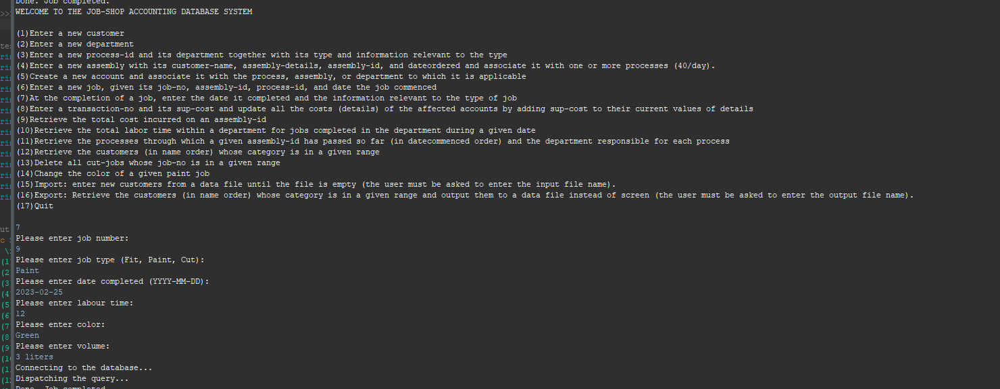 Done. Job completed.
WELCOME TO THE JOB-SHOP ACCOUNTING DATABASE SYSTEM
(1)Enter a new customer
(2)Enter a new department
(3)Enter a new process-id and its department together with its type and information relevant to the type
(4)Enter a new assembly with its customer-name, assembly-details, assembly-id, and dateordered and associate it with one or more processes (40/day).
(5)Create a new account and associate it with the process, assembly, or department to which it is applicable
(6)Enter a new job, given its job-no, assembly-id, process-id, and date the job commenced
(7)At the completion of a job, enter the date it completed and the information relevant to the type of job
(8)Enter a transaction-no and its sup-cost and update all the costs (details) of the affected accounts by adding sup-cost to their current values of details
(9)Retrieve the total cost incurred on an assembly-id
(10)Retrieve the total labor time within a department for jobs completed in the department during a given date
(11)Retrieve the processes through which a given assembly-id has passed so far (in datecommenced order) and the department responsible for each process
(12)Retrieve the customers (in name order) whose category is in a given range
(13)Delete all cut-jobs whose job-no is in a given range
(14)Change the color of a given paint job
(15)Import: enter new customers from a data file until the file is empty (the user must be asked to enter the input file name).
(16)Export: Retrieve the customers (in name order) whose category is in a given range and output them to a data file instead of screen (the user must be asked to enter the output file name).
(17)Quit
7
Please enter job number:
9
Please enter job type (Fit, Paint, Cut):
Paint
Please enter date completed (YYYY-MM-DD):
2023-02-25
Please enter labour time:
12
Please enter color:
Green
Please enter volume:
3 liters
Connecting to the database...
Dispatching the query...
Done. Job completed.